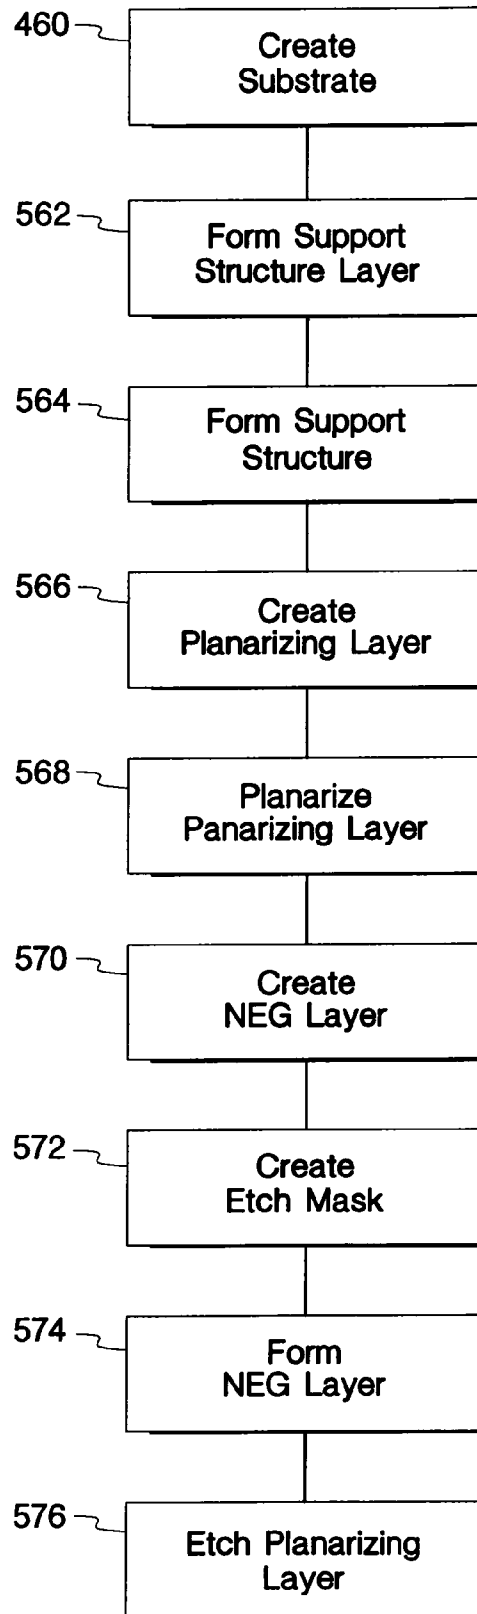 460
Create
Substrate
562
Form Support
Structure Layer
564
Form Support
Structure
566
Create
Planarizing Layer
568
Planarize
Panarizing Layer
570
Create
NEG Layer
572
Create
Etch Mask
574
Form
NEG Layer
576
Etch Planarizing
Layer